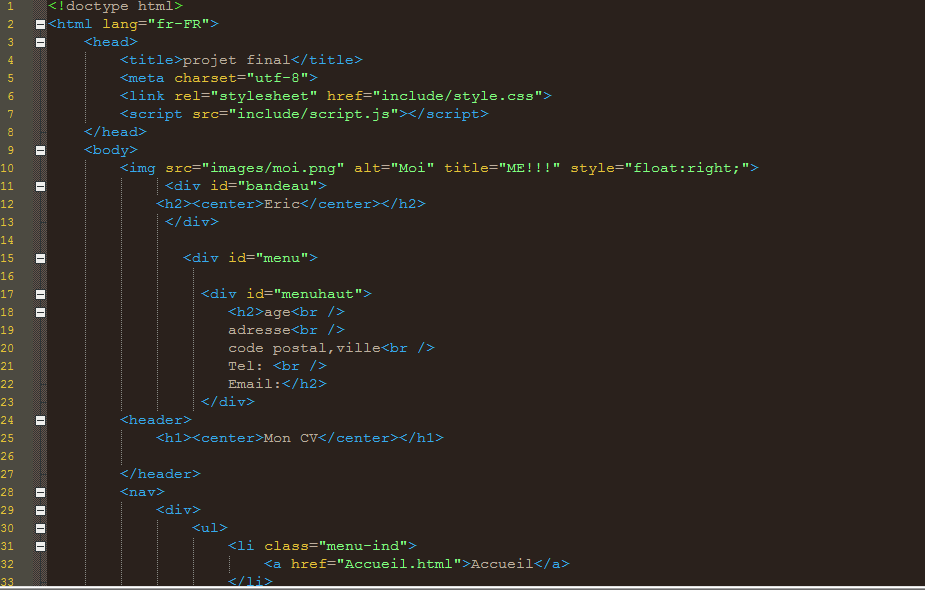 1 <!doctype html>
2 <html lang="fr-FR">
3 <head>
4 <title>projet final</title>
5 <meta charset="utf-8">
6 <link rel="stylesheet" href="include/style.css">
7 <script src="include/script.js"></script>
8 </head>
9 <body>
10 <img src="images/moi.png" alt="Moi" title="ME!!!" style="float:right;">
11 <div id="bandeau">
12 <h2><center>Eric</center></h2>
13 </div>
14
15 <div id="menu">
16
17 <div id="menuhaut">
18 <h2>age<br />
19 adresse<br />
20 code postal,ville<br />
21 Tel: <br />
22 Email:</h2>
23 </div>
24 <header>
25 <h1><center>Mon CV</center></h1>
26
27 </header>
28 <nav>
29 <div>
30 <ul>
31 <li class="menu-ind">
32 <a href="Accueil.html">Accueil</a>
33 </li>